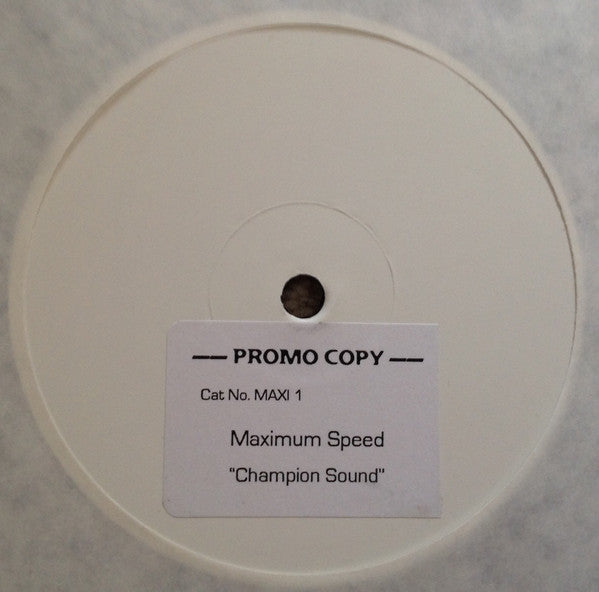 —— PROMO COPY ——
Cat No. MAXI 1
Maximum Speed
"Champion Sound"